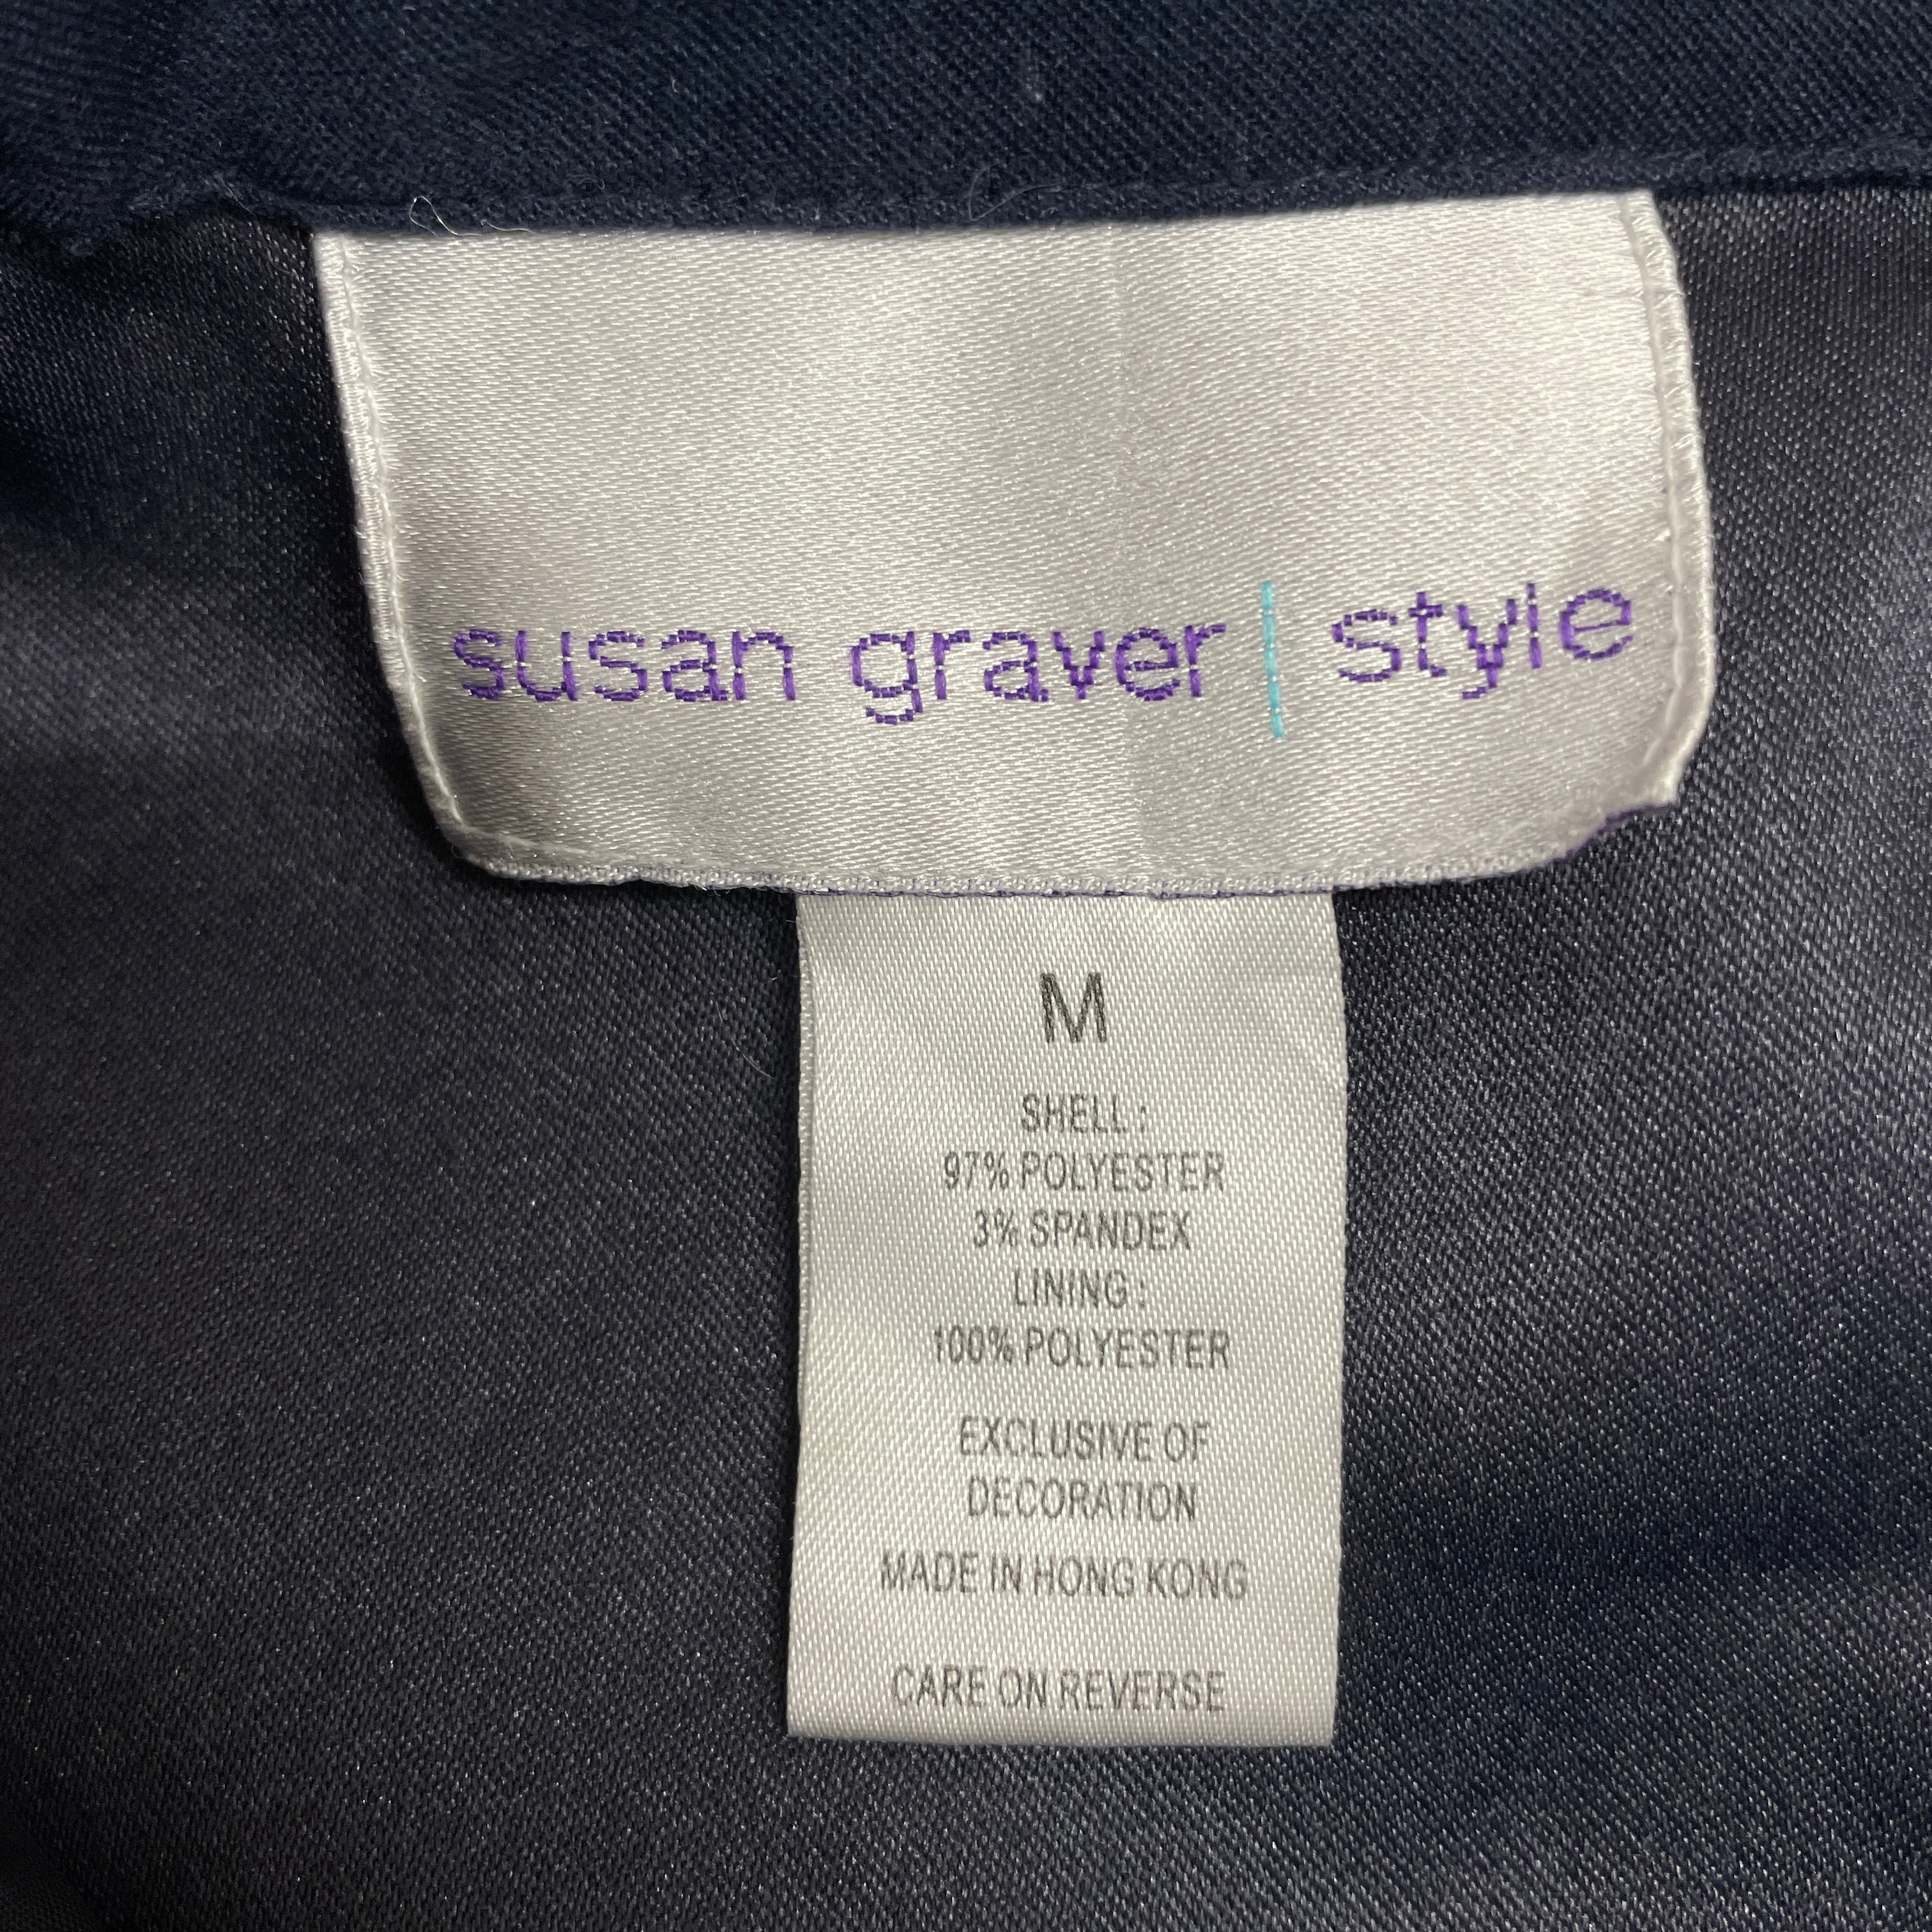 susan graver | style
M
SHELL :
97% POLYESTER
3% SPANDEX
LINING :
100% POLYESTER
EXCLUSIVE OF
DECORATION
MADE IN HONG KONG
CARE ON REVERSE